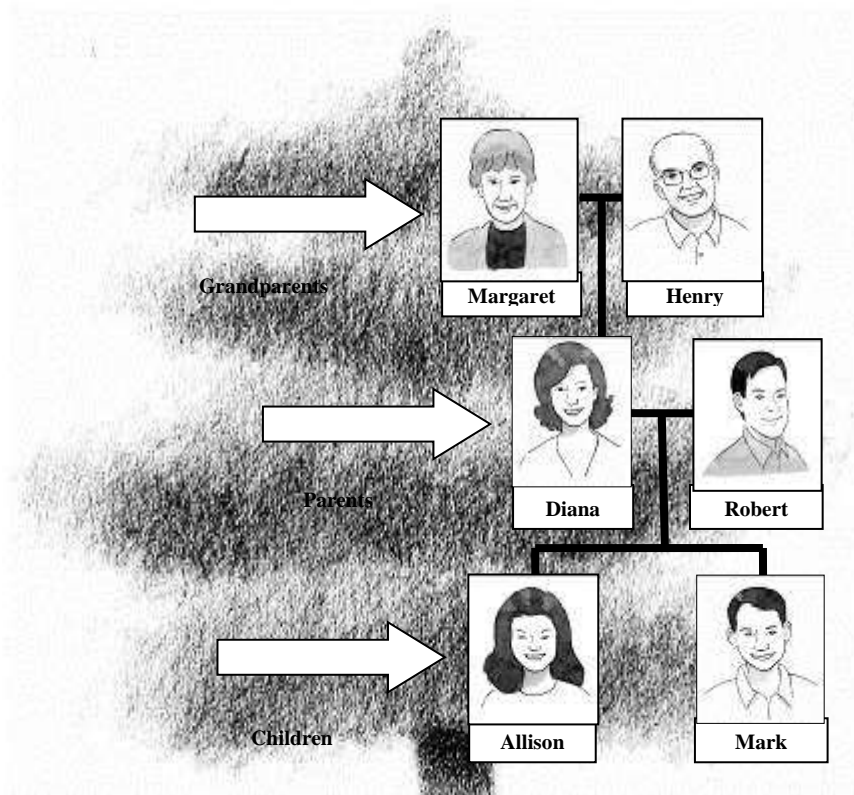 Grandparents
Margaret
Henry
Parents
Diana
Robert
Children
Allison
Mark